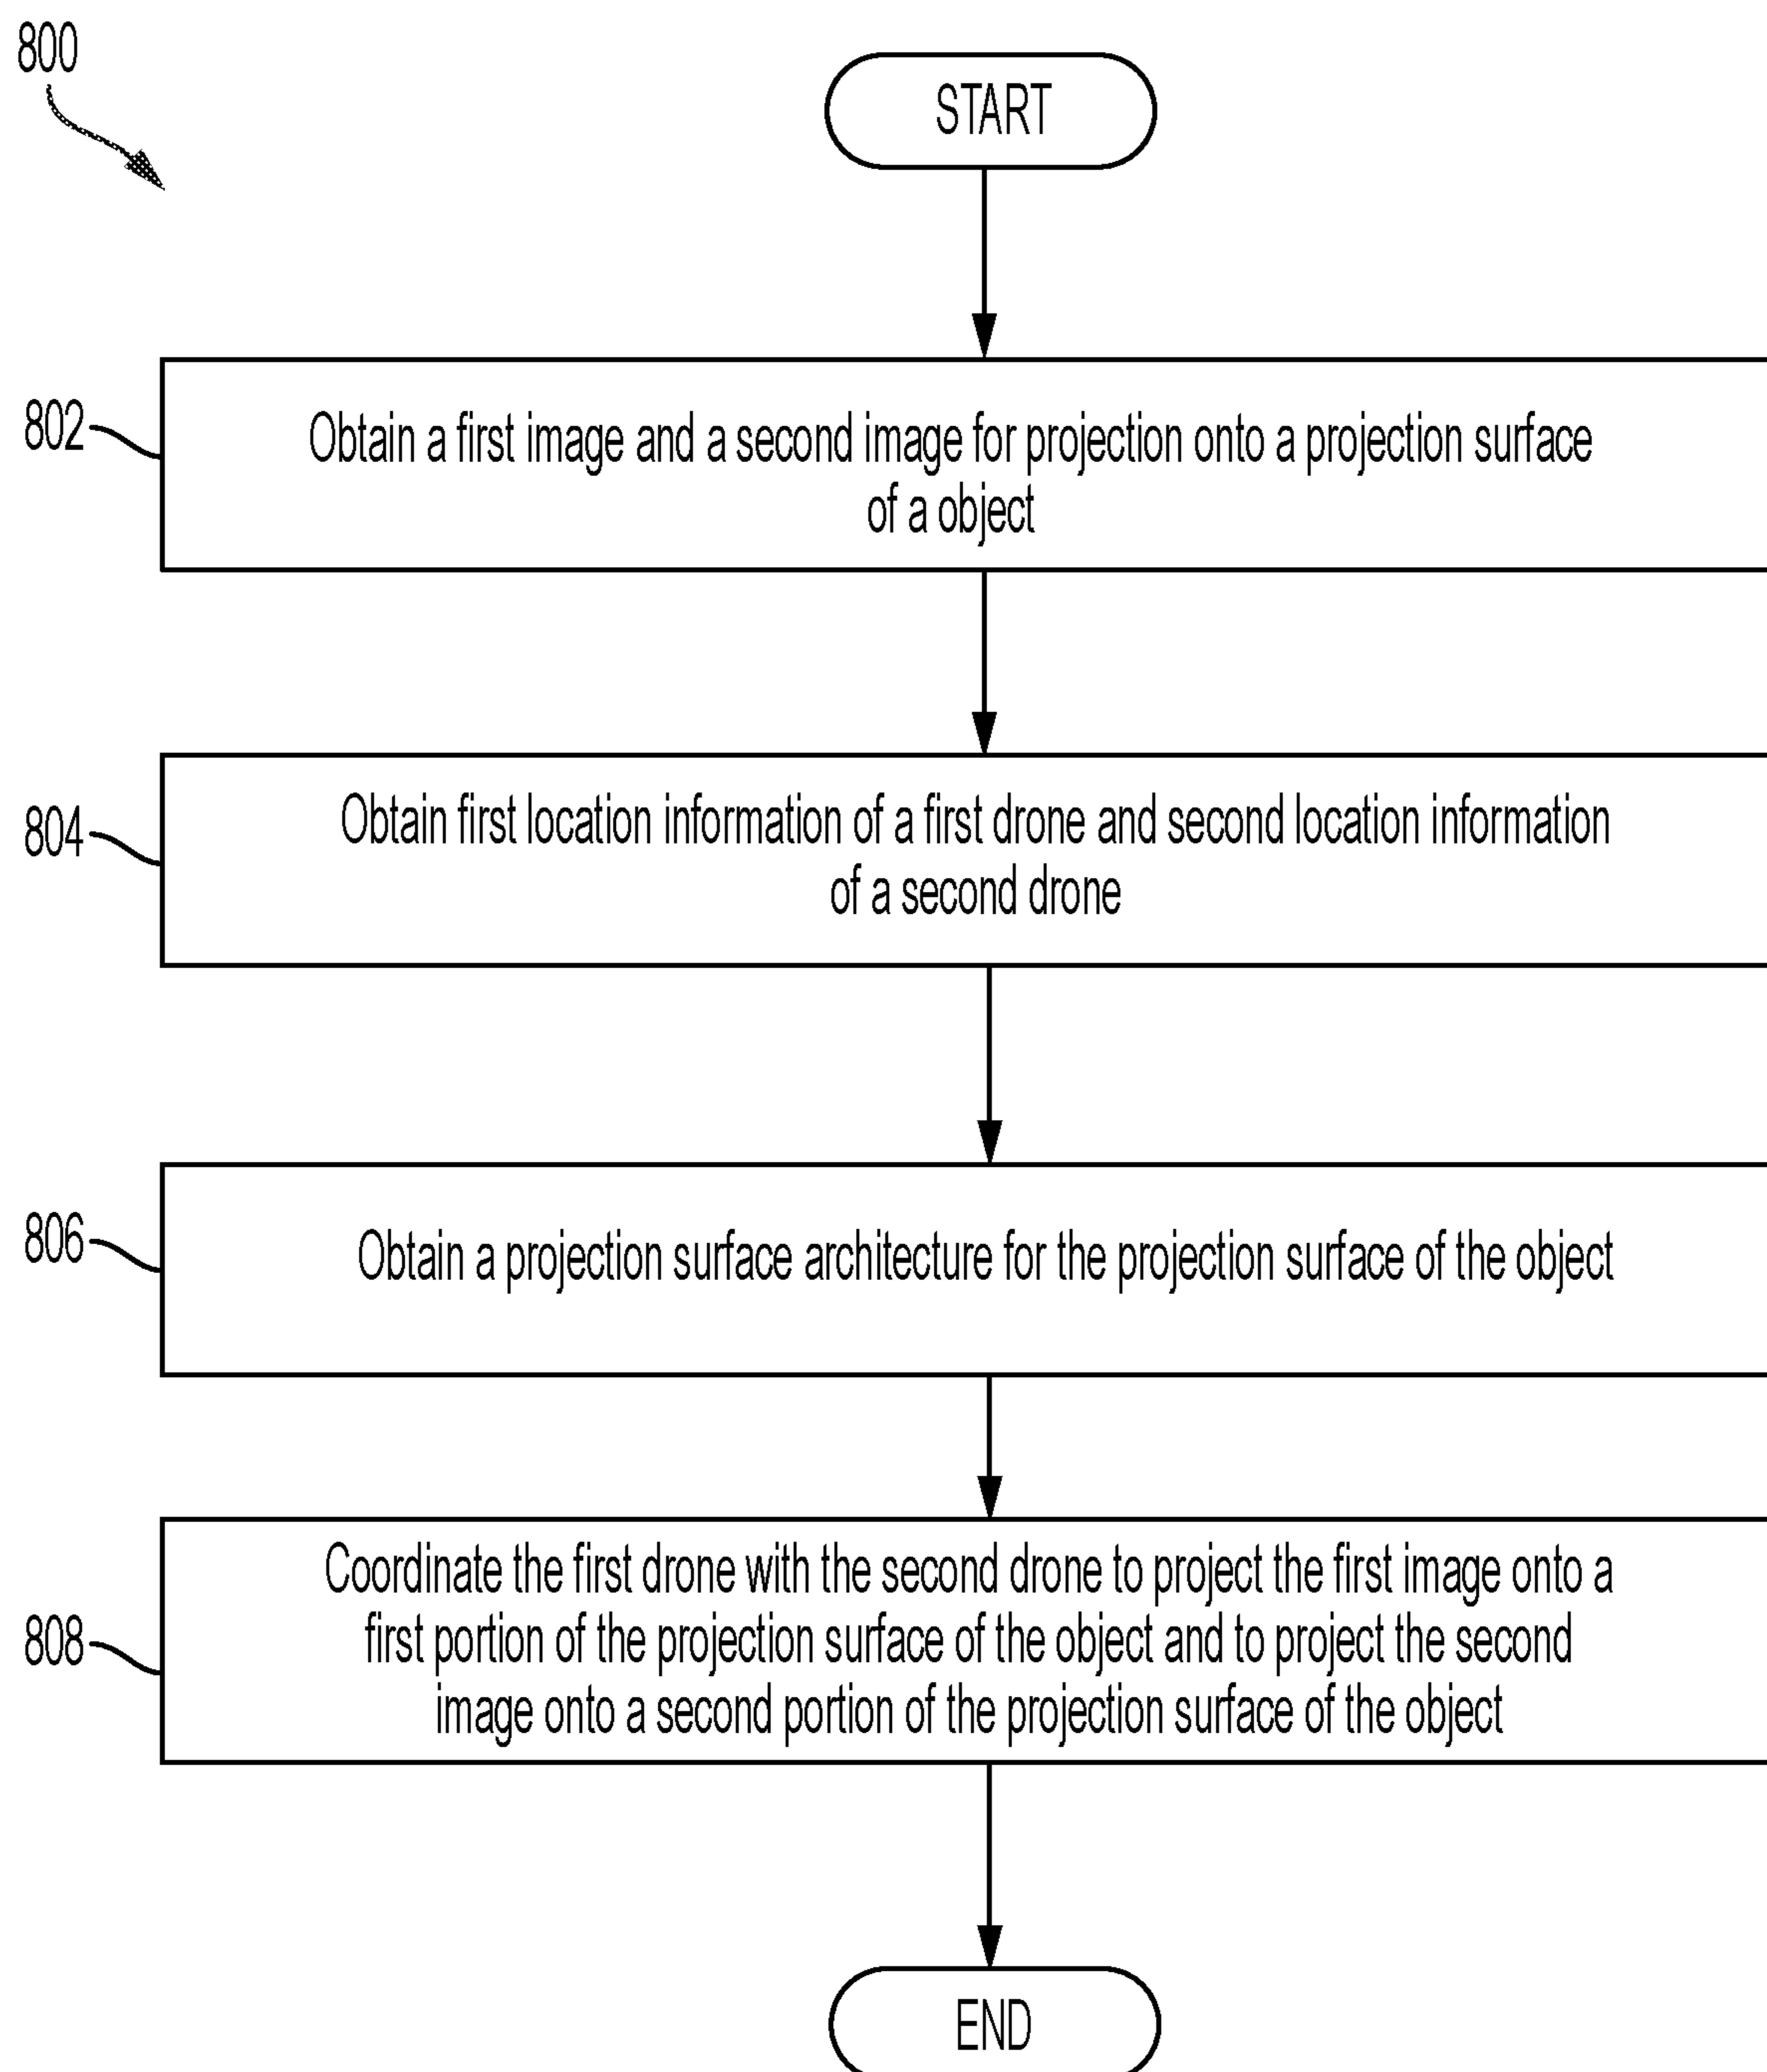 800
START
802
Obtain a first image and a second image for projection onto a projection surface
of a object
804
Obtain first location information of a first drone and second location information
of a second drone
806
Obtain a projection surface architecture for the projection surface of the object
808
Coordinate the first drone with the second drone to project the first image onto a
first portion of the projection surface of the object and to project the second
image onto a second portion of the projection surface of the object
END